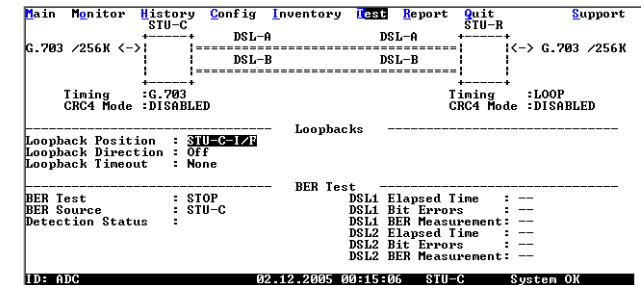 Main Monitor History Config Inventory Test Report Quit Support
STU-C STU-R
DSL-A DSL-A
G.703 /256K <-> <-> G.703 /256K
DSL-B DSL-B
Timing :G.703 Timing :LOOP
CRC4 Mode :DISABLED CRC4 Mode :DISABLED
Loopbacks
Loopback Position : STU-C-I/F
Loopback Direction : Off
Loopback Timeout : None
BER Test
BER Test : STOP DSL1 Elapsed Time : --
BER Source : STU-C DSL1 Bit Errors : --
Detection Status : DSL1 BER Measurement: --
DSL2 Elapsed Time : --
DSL2 Bit Errors : --
DSL2 BER Measurement: --
ID: ADC 02.12.2005 00:15:06 STU-C System OK